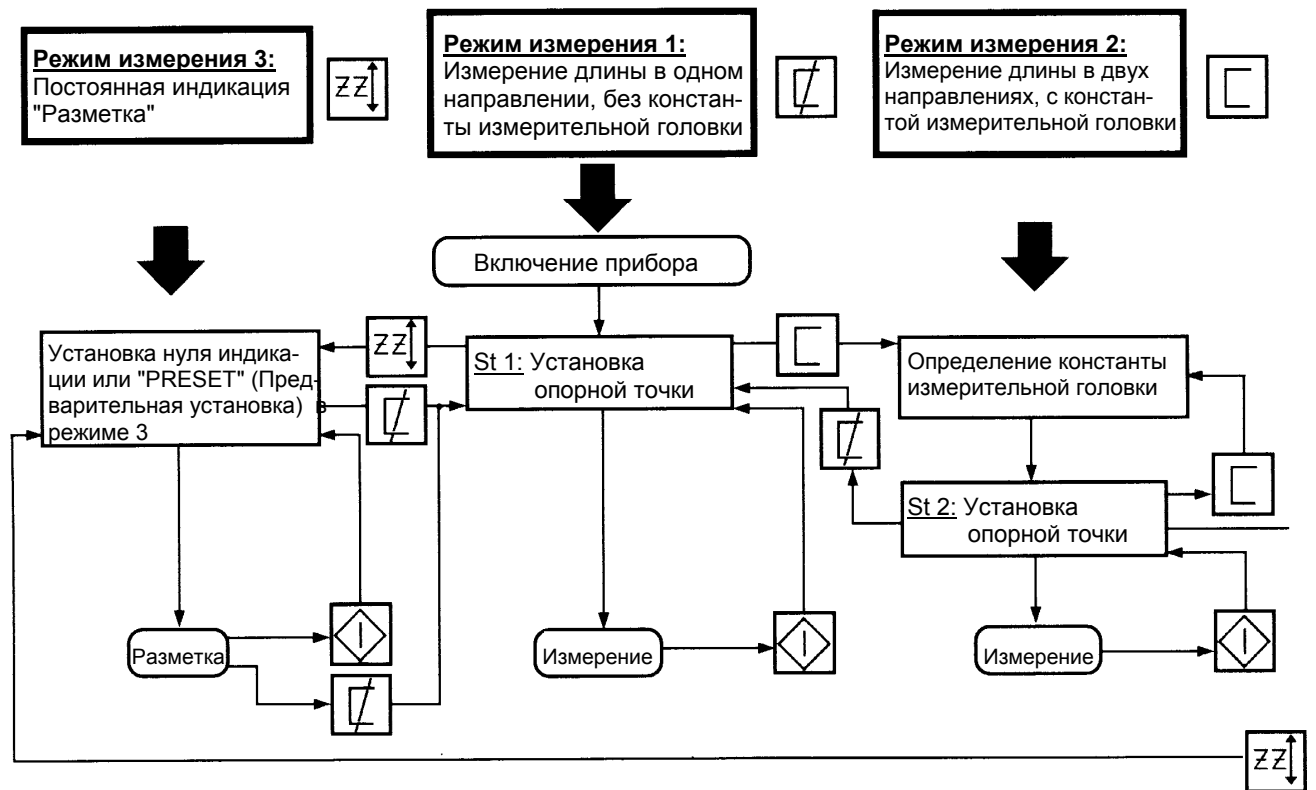 Режим измерения 3:
Постоянная индикация
"Разметка"
ZZ
Режим измерения 1:
Измерение длины в одном
направлении, без констан-
ты измерительной головки
Режим измерения 2:
Измерение длины в двух
направлениях, с констан-
той измерительной головки
Включение прибора
Установка нуля индика-
ции или "PRESET" (Пред-
варительная установка) в
режиме 3
ZZ
St 1: Установка
опорной точки
Определение константы
измерительной головки
St 2: Установка
опорной точки
Разметка
Измерение
Измерение
ZZ